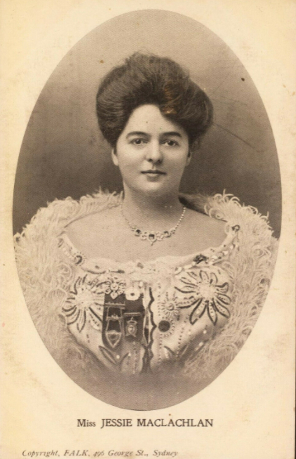 Miss JESSIE MACLACHLAN
Copyright, FALK, 496 George St., Sydney